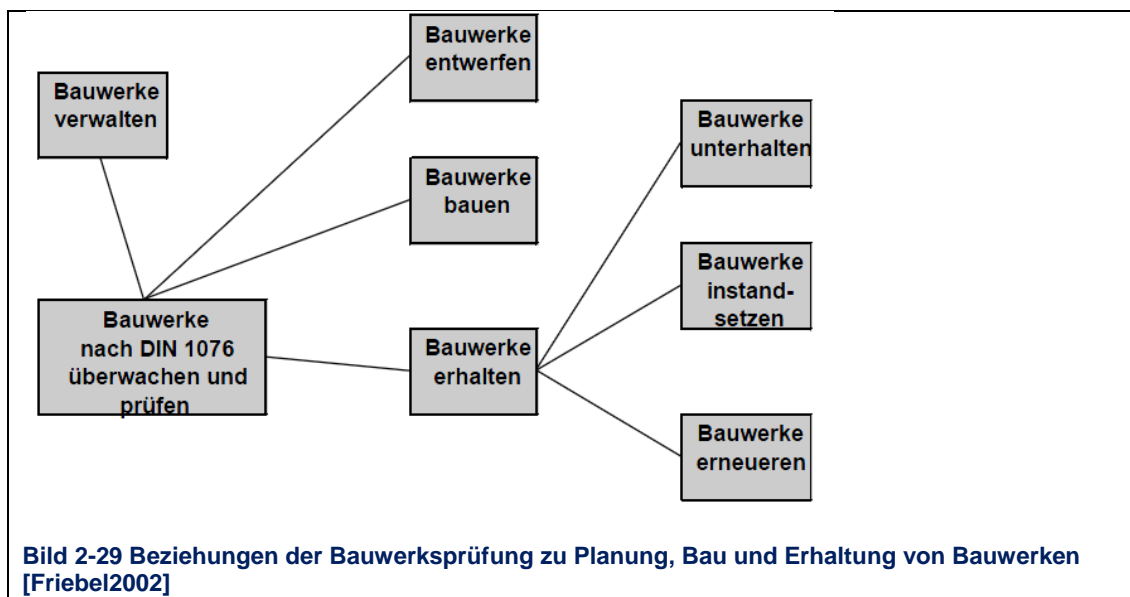 Bauwerke
entwerfen
Bauwerke
verwalten
Bauwerke
unterhalten
Bauwerke
bauen
Bauwerke
instand-
setzen
Bauwerke
nach DIN 1076
überwachen und
prüfen
Bauwerke
erhalten
Bauwerke
erneueren
Bild 2-29 Beziehungen der Bauwerksprüfung zu Planung, Bau und Erhaltung von Bauwerken
[Friebel2002]